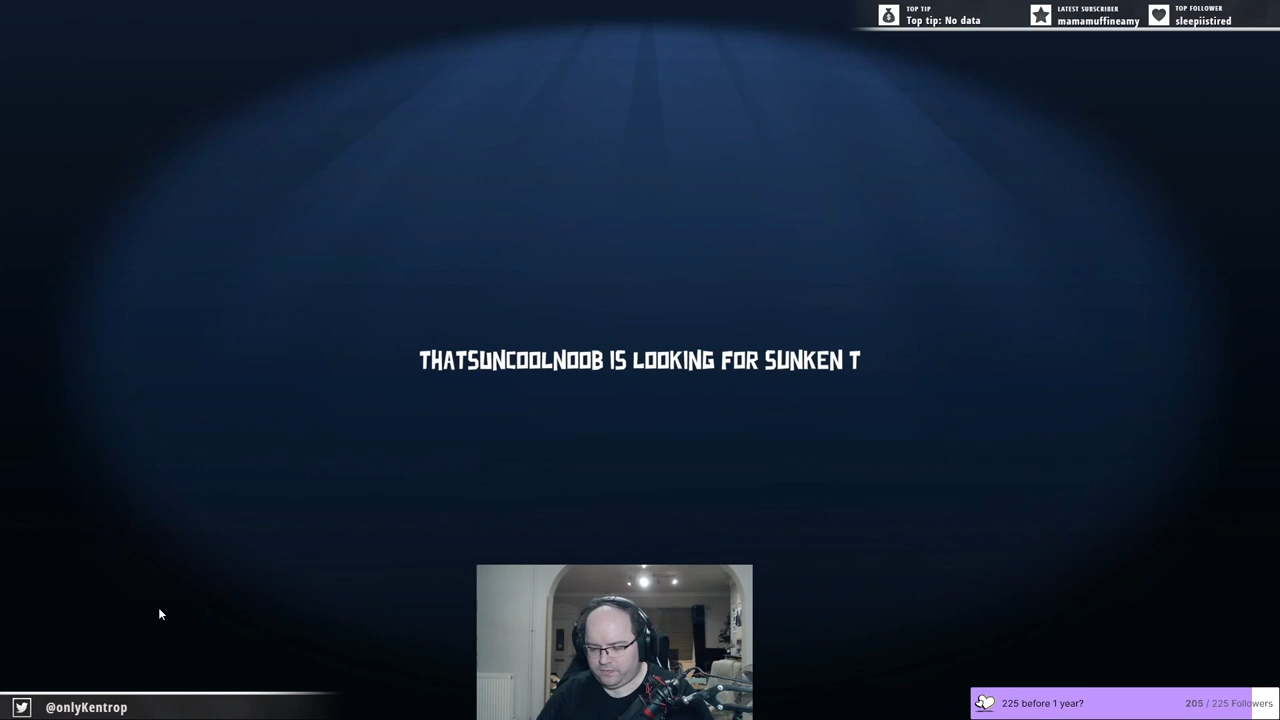 TOP TIP
Top tip: No data
LATEST SUBSCRIBER
mamamuffineamy
TOP FOLLOWER
sleepiistired
THATSUNCOOLNOOB IS LOOKING FOR SUNKEN T
@onlyKentrop
225 before 1 year?
205 / 225 Followers